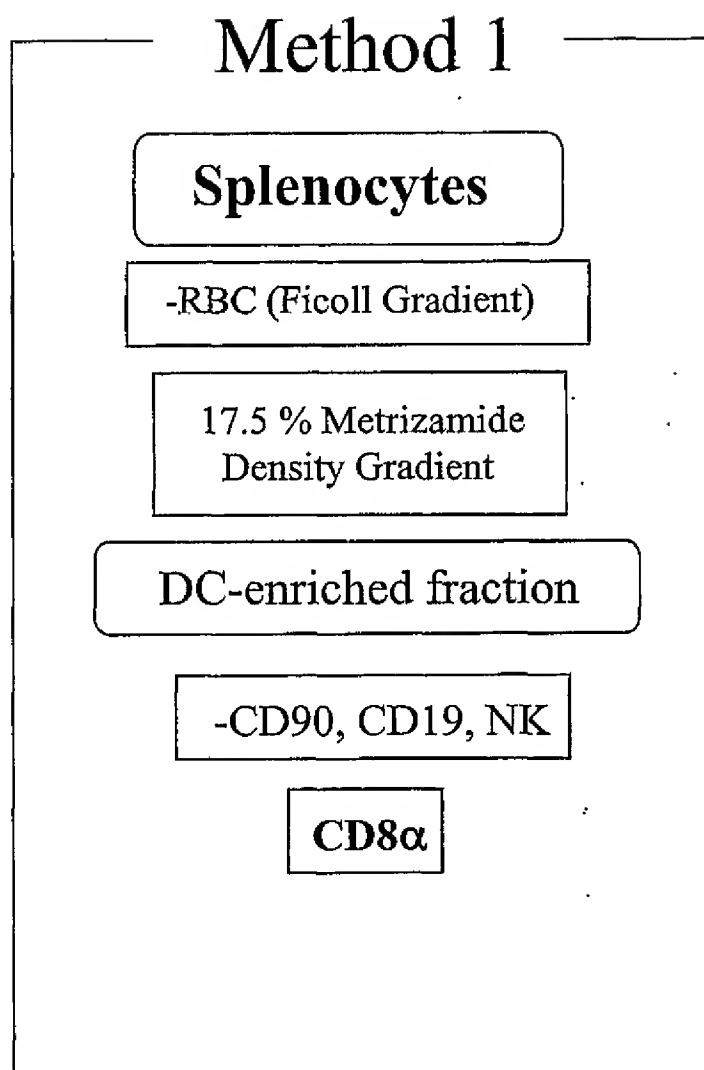 Method 1
Splenocytes
-RBC (Ficoll Gradient)
17.5 % Metrizamide
Density Gradient
DC-enriched fraction
-CD90, CD19, NK
CD8α